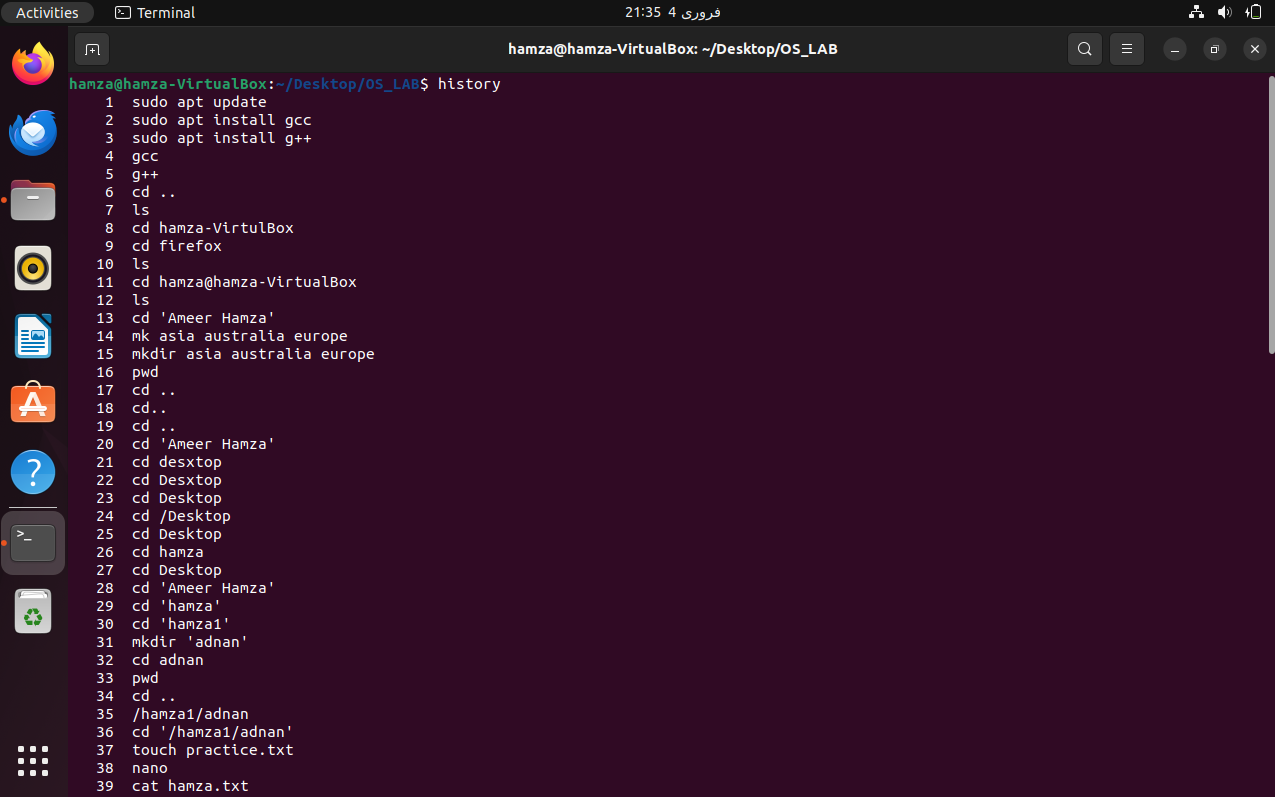 Activities
Terminal
21:35 4 فروری
hamza@hamza-VirtualBox: ~/Desktop/OS_LAB
hamza@hamza-VirtualBox:~/Desktop/OS_LAB$ history
1 sudo apt update
2 sudo apt install gcc
3 sudo apt install g++
4 gcc
5 g++
6 cd ..
7 ls
8 cd hamza-VirtulBox
9 cd firefox
10 ls
11 cd hamza@hamza-VirtualBox
12 ls
13 cd 'Ameer Hamza'
14 mk asia australia europe
15 mkdir asia australia europe
16 pwd
17 cd ..
18 cd..
19 cd ..
20 cd 'Ameer Hamza'
21 cd desxtop
22 cd Desxtop
23 cd Desktop
24 cd /Desktop
25 cd Desktop
26 cd hamza
27 cd Desktop
28 cd 'Ameer Hamza'
29 cd 'hamza'
30 cd 'hamza1'
31 mkdir 'adnan'
32 cd adnan
33 pwd
34 cd ..
35 /hamza1/adnan
36 cd '/hamza1/adnan'
37 touch practice.txt
38 nano
39 cat hamza.txt